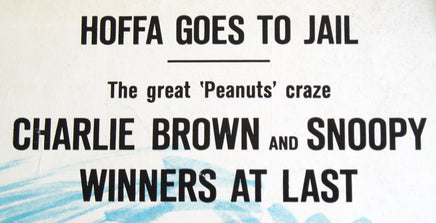 HOFFA GOES TO JAIL
The great 'Peanuts' craze
CHARLIE BROWN AND SNOOPY
WINNERS AT LAST